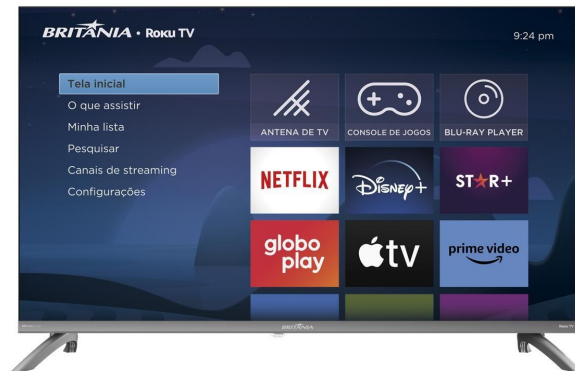 BRITÂNIA • ROKU TV
9:24 pm
Tela inicial
O que assistir
Minha lista
Pesquisar
Canais de streaming
Configurações
ANTENA DE TV
CONSOLE DE JOGOS
BLU-RAY PLAYER
NETFLIX
Disney+
ST★R+
globo
play
tv
prime video
BRITÂNIA
Roku TV